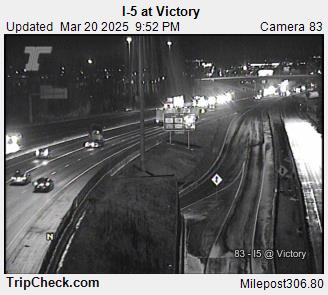 I-5 at Victory
Updated Mar 20 2025 9:52 PM Camera 83
T
N
83 - I5 @ Victory
TripCheck.com Milepost306.80